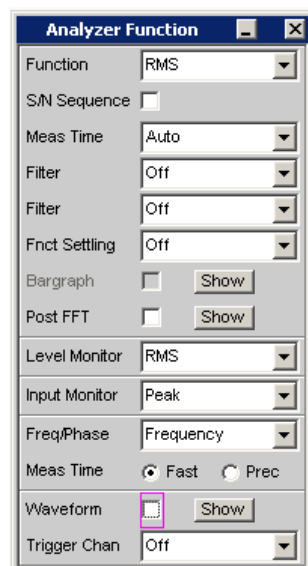 Analyzer Function
Function RMS
S/N Sequence
Meas Time Auto
Filter Off
Filter Off
Fnct Settling Off
Bargraph Show
Post FFT Show
Level Monitor RMS
Input Monitor Peak
Freq/Phase Frequency
Meas Time Fast Prec
Waveform Show
Trigger Chan Off